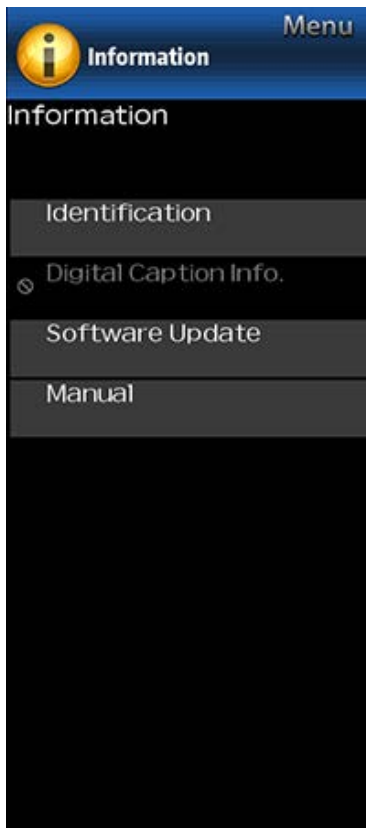 Menu
Information
Information
Identification
Digital Caption Info.
Software Update
Manual